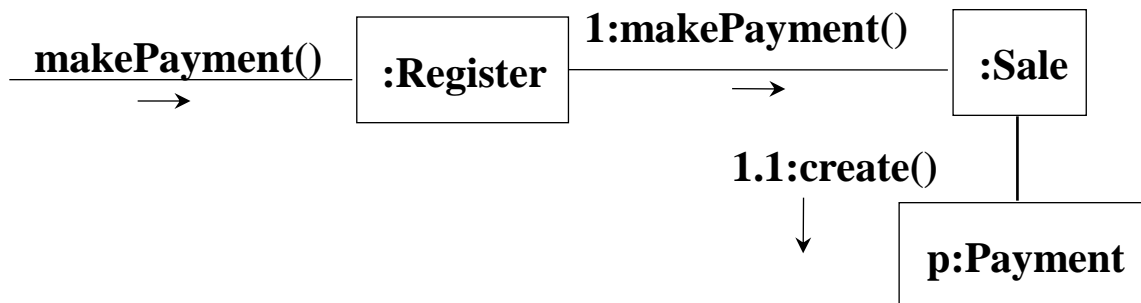 makePayment()
:Register
1:makePayment()
:Sale
1.1:create()
p:Payment